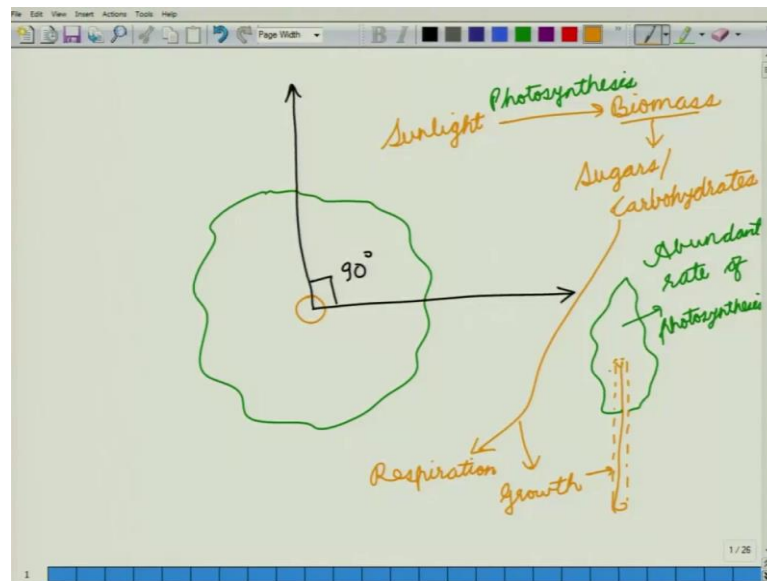 File Edit View Insert Actions Tools Help
Page Width
B I
Photosynthesis
Sunlight Biomass
Sugars/
Carbohydrates
90°
Abundant
rate of
Photosynthesis
Respiration
Growth
1 / 26
1